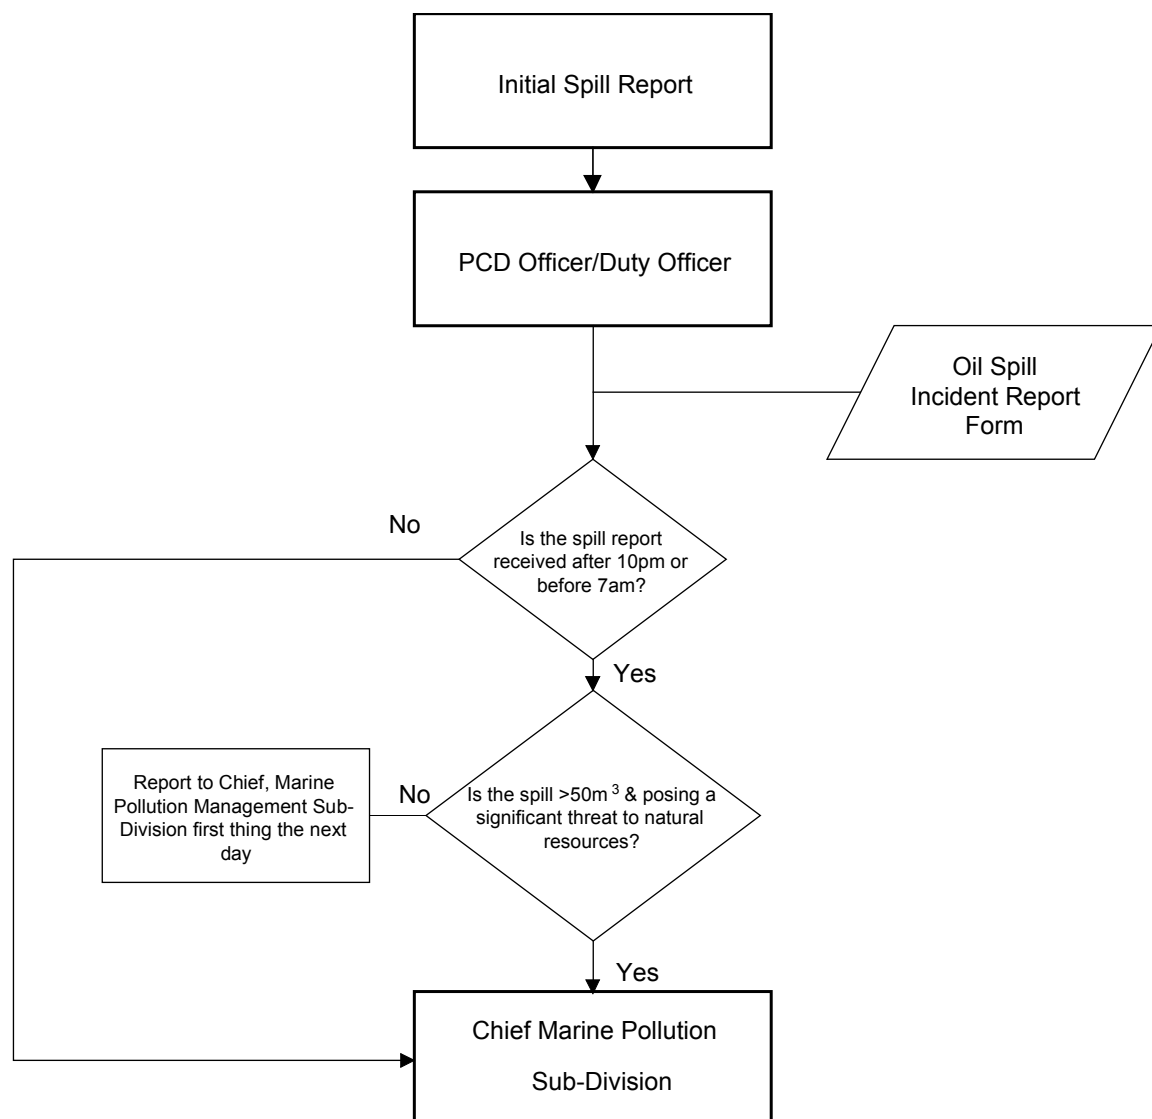 Initial Spill Report
PCD Officer/Duty Officer
Oil Spill
Incident Report
Form
No
Is the spill report
received after 10pm or
before 7am?
Yes
Report to Chief, Marine
Pollution Management Sub-
Division first thing the next
day
No
Is the spill >50m ³ & posing a
significant threat to natural
resources?
Yes
Chief Marine Pollution
Sub-Division